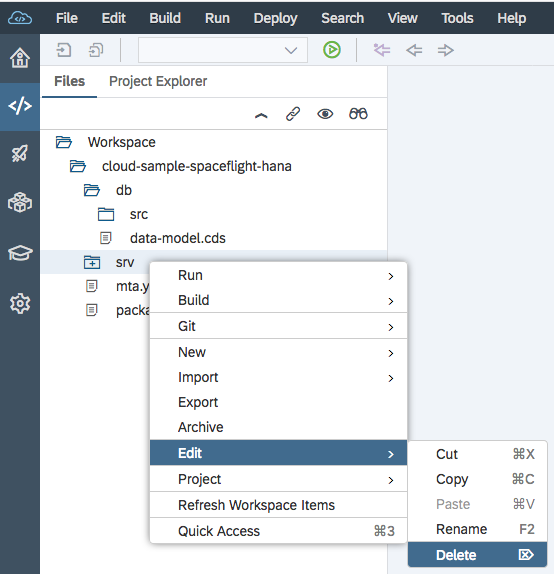 File Edit Build Run Deploy Search View Tools Help
Files Project Explorer
Workspace
cloud-sample-spaceflight-hana
db
src
data-model.cds
srv
mta.y
packa
Run
Build
Git
New
Import
Export
Archive
Edit
Project
Refresh Workspace Items
Quick Access ⌘3
Cut ⌘X
Copy ⌘C
Paste ⌘V
Rename F2
Delete ⌦